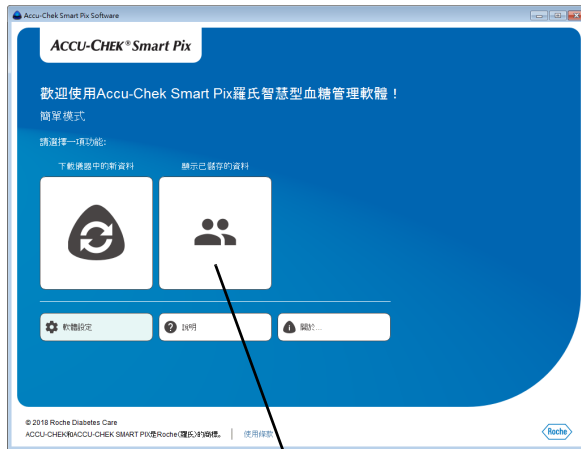 Accu-Chek Smart Pix Software
ACCU-CHEK® Smart Pix
歡迎使用Accu-Chek Smart Pix羅氏智慧型血糖管理軟體！
簡單模式
請選擇一項功能:
下載儀器中的新資料
顯示已儲存的資料
軟體設定
說明
關於...
© 2018 Roche Diabetes Care
ACCU-CHEK和ACCU-CHEK SMART PIX是Roche(羅氏)的商標。
使用條款
Roche